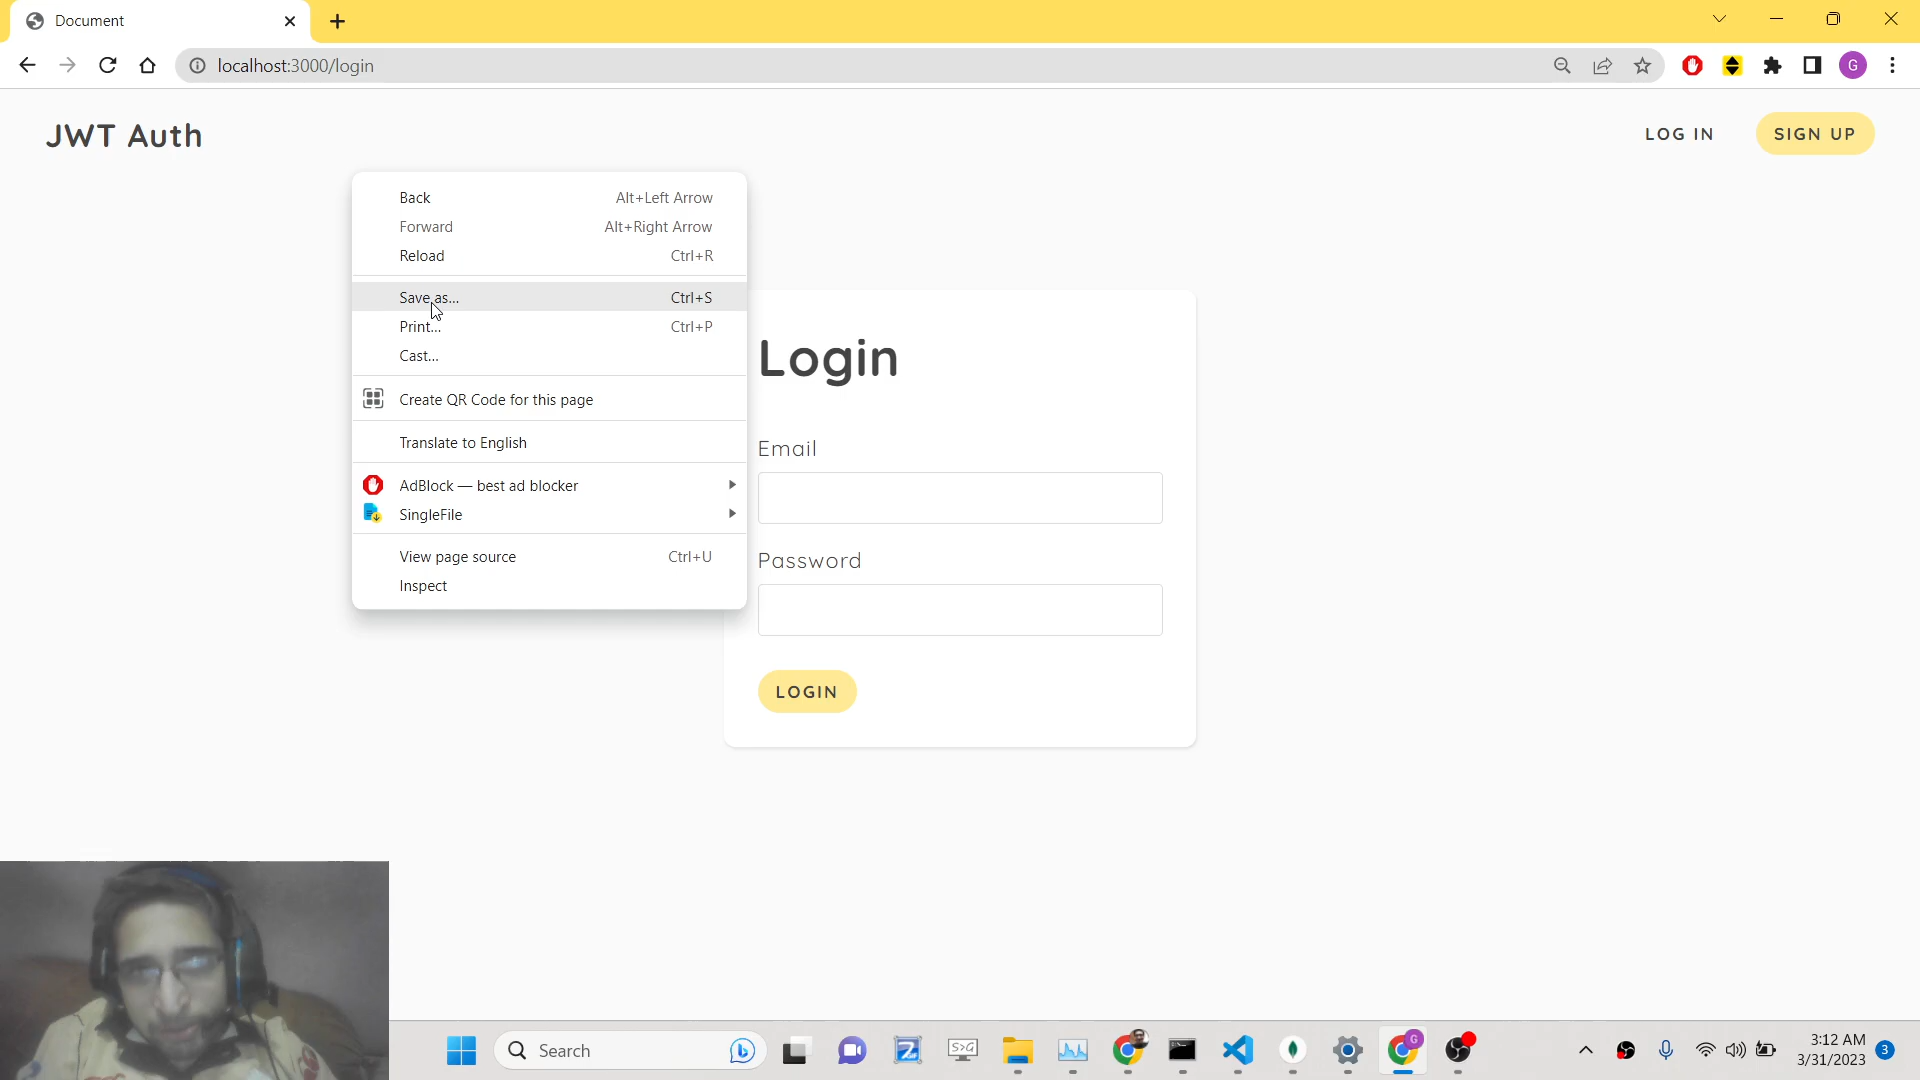 Document
localhost:3000/login
G
JWT Auth
LOG IN
SIGN UP
Back Alt+Left Arrow
Forward Alt+Right Arrow
Reload Ctrl+R
Save as... Ctrl+S
Print... Ctrl+P
Cast...
Create QR Code for this page
Translate to English
AdBlock — best ad blocker
SingleFile
View page source Ctrl+U
Inspect
Login
Email
Password
LOGIN
Search
S>G
G
3:12 AM
3/31/2023
3